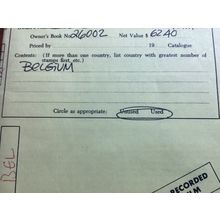 Owner's Book No. 26002 Net Value $ 62.40
Priced by 19 Catalogue
Contents: (If more than one country, list country with greatest number of
stamps first, etc.)
BELGIUM
Circle as appropriate: Unused Used
BEL
RECORDED